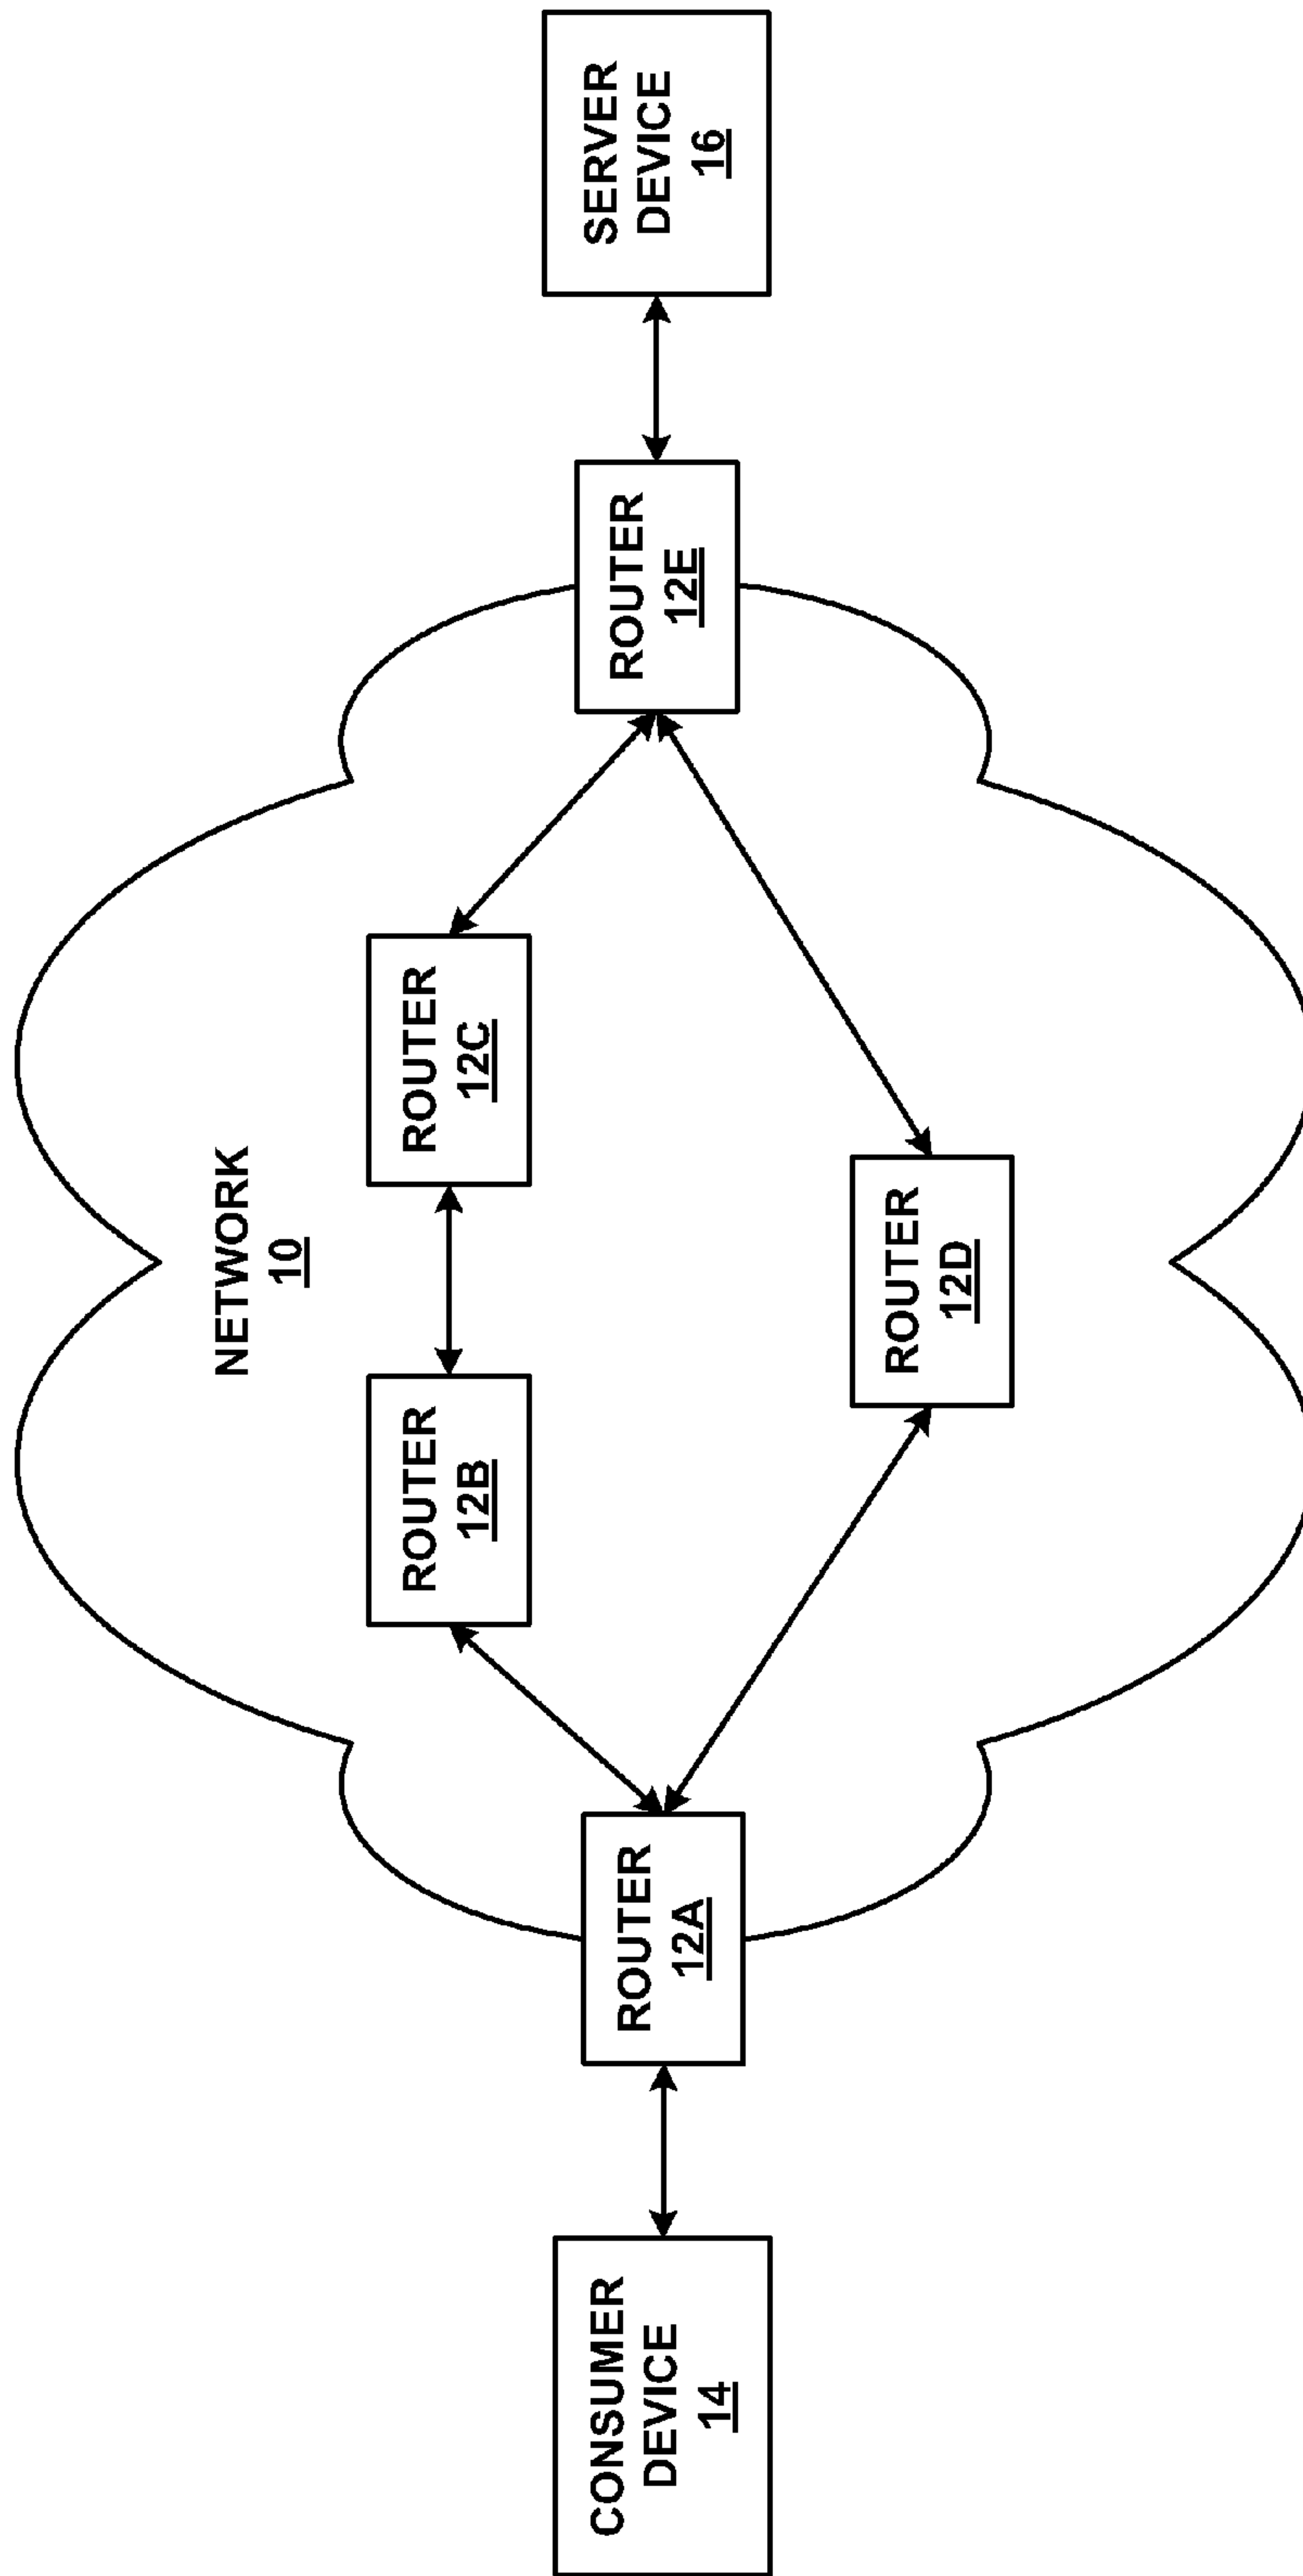 NETWORK
10
CONSUMER
DEVICE
14
ROUTER
12A
ROUTER
12B
ROUTER
12C
ROUTER
12D
ROUTER
12E
SERVER
DEVICE
16